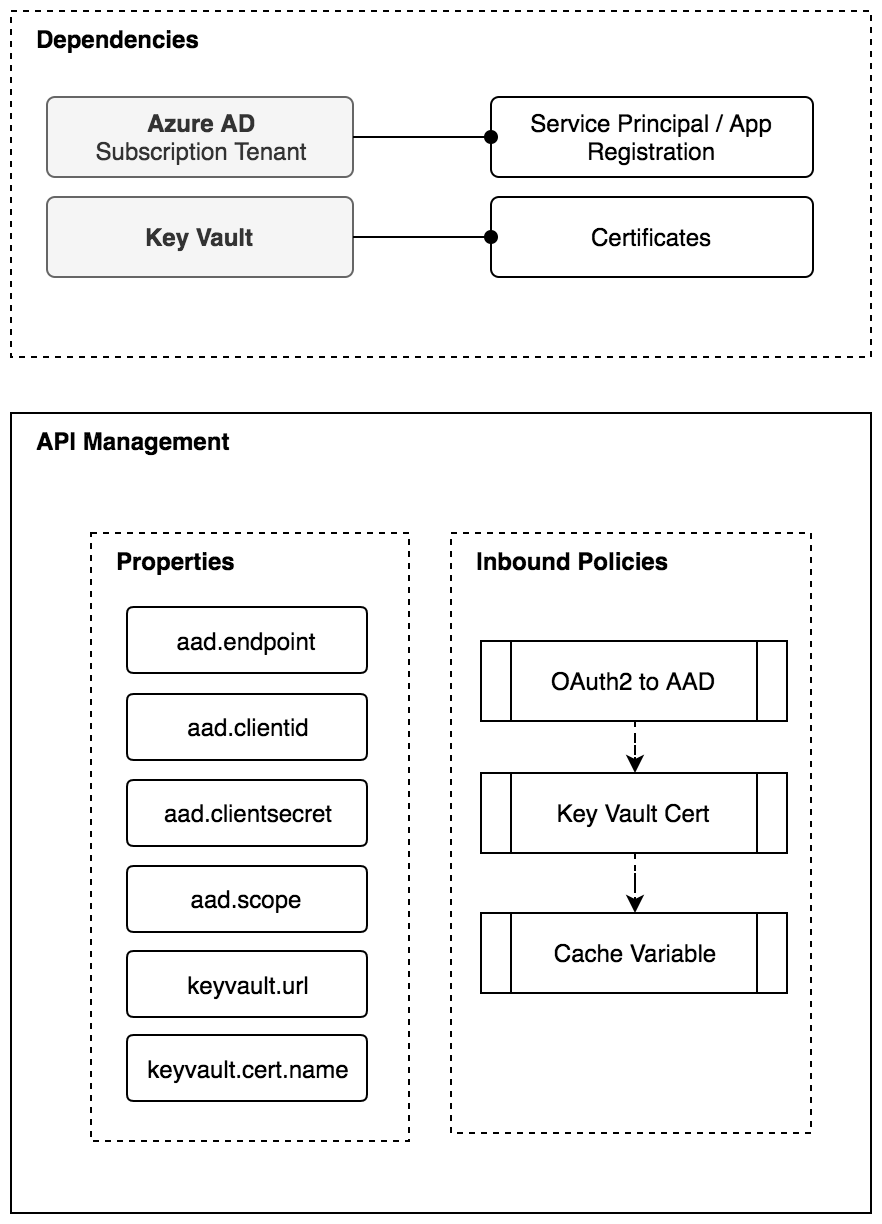 Dependencies
Azure AD
Subscription Tenant
Service Principal / App
Registration
Key Vault
Certificates
API Management
Properties
aad.endpoint
aad.clientid
aad.clientsecret
aad.scope
keyvault.url
keyvault.cert.name
Inbound Policies
OAuth2 to AAD
Key Vault Cert
Cache Variable